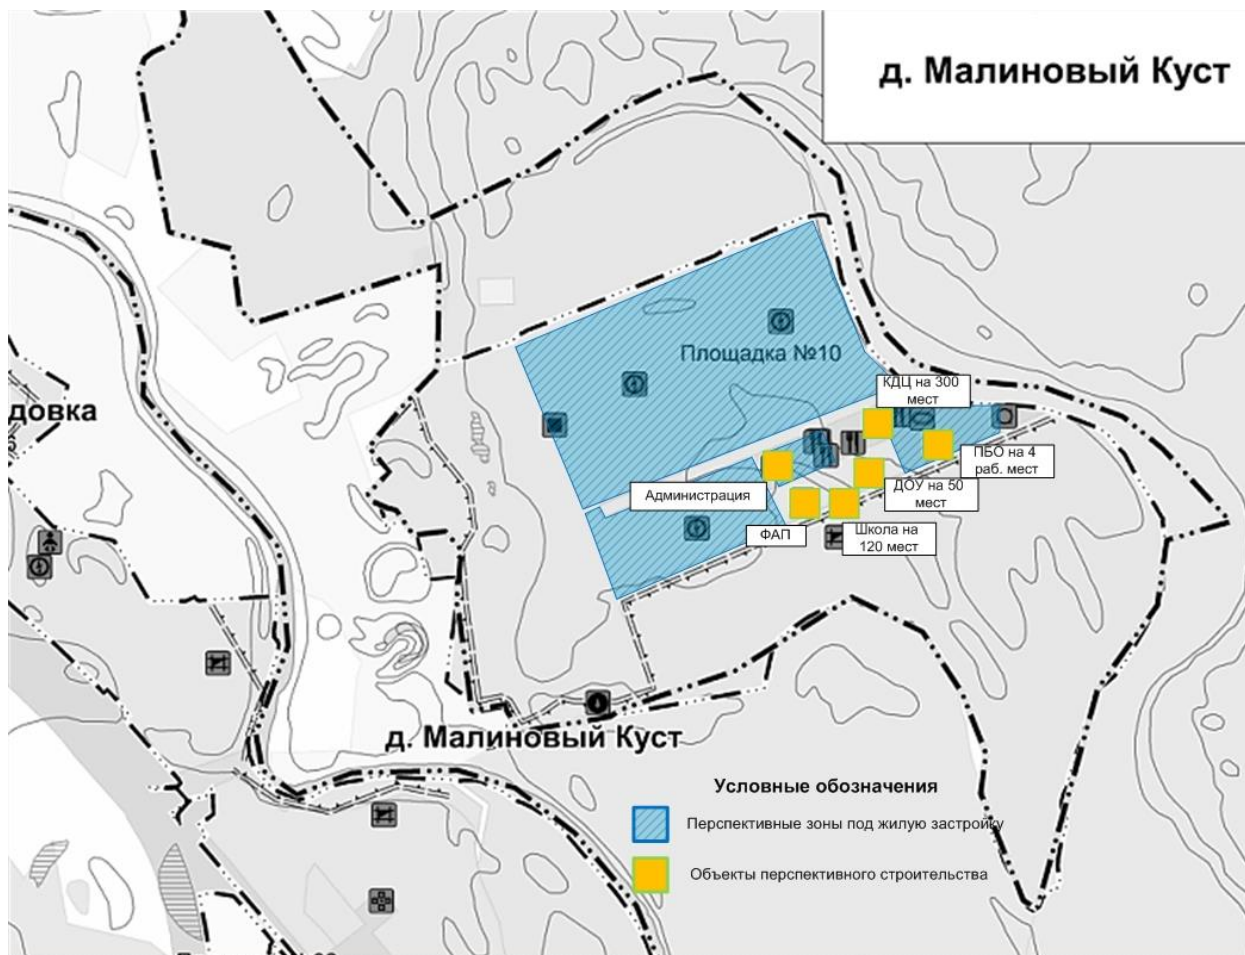 д. Малиновый Куст
Площадка №10
КДЦ на 300
мест
довка
ПБО на 4
раб. мест
ДОУ на 50
мест
Администрация
ФАП
Школа на
120 мест
д. Малиновый Куст
Условные обозначения
Перспективные зоны под жилую застройку
Объекты перспективного строительства